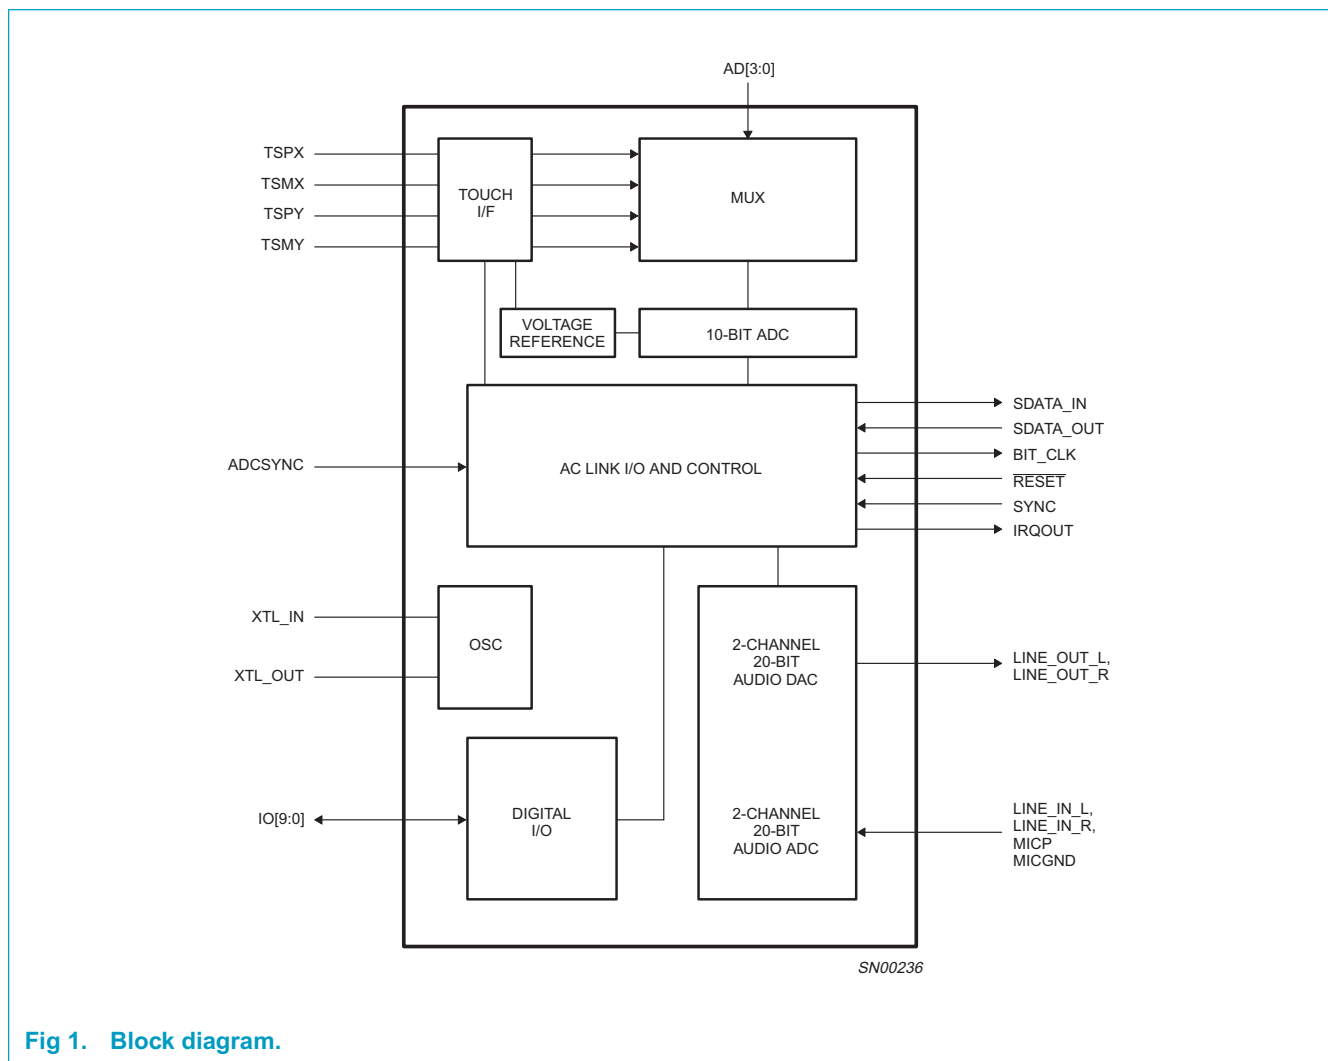 AD[3:0]
TSPX
TSMX
TSPY
TSMY
TOUCH
I/F
MUX
VOLTAGE
REFERENCE
10-BIT ADC
ADCSYNC
AC LINK I/O AND CONTROL
SDATA_IN
SDATA_OUT
BIT_CLK
RESET
SYNC
IRQOUT
XTL_IN
XTL_OUT
OSC
2-CHANNEL
20-BIT
AUDIO DAC
LINE_OUT_L,
LINE_OUT_R
IO[9:0]
DIGITAL
I/O
2-CHANNEL
20-BIT
AUDIO ADC
LINE_IN_L,
LINE_IN_R,
MICP
MICGND
SN00236
Fig 1. Block diagram.